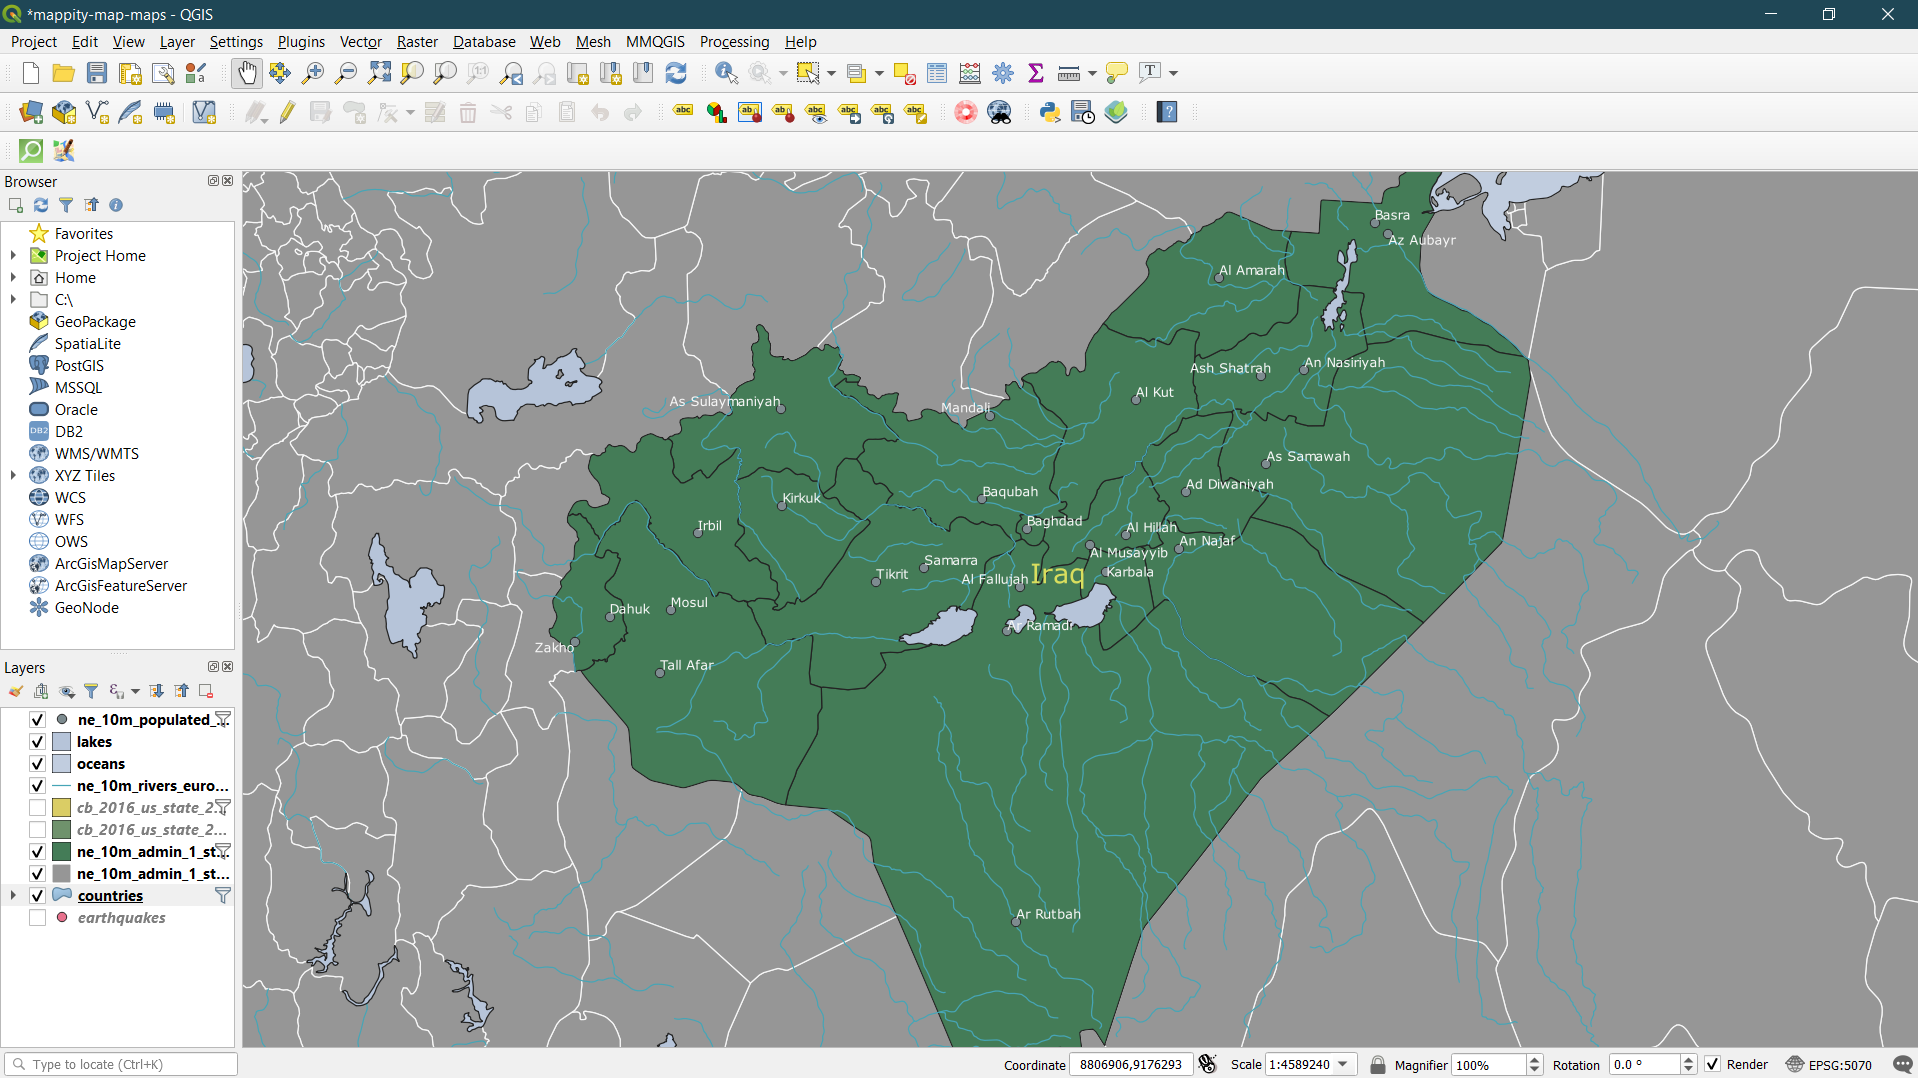 *mappity-map-maps - QGIS
Project Edit View Layer Settings Plugins Vector Raster Database Web Mesh MMQGIS Processing Help
Browser
Favorites
Project Home
Home
C:\
GeoPackage
SpatiaLite
PostGIS
MSSQL
Oracle
DB2
WMS/WMTS
XYZ Tiles
WCS
WFS
OWS
ArcGisMapServer
ArcGisFeatureServer
GeoNode
Layers
ne_10m_populated_...
lakes
oceans
ne_10m_rivers_euro...
cb_2016_us_state_2...
cb_2016_us_state_2...
ne_10m_admin_1_st...
ne_10m_admin_1_st...
countries
earthquakes
Basra
Az Aubayr
Al Amarah
Ash Shatrah
An Nasiriyah
Al Kut
As Sulaymaniyah
Mandali
As Samawah
Ad Diwaniyah
Baqubah
Kirkuk
Irbil
Baghdad
Al Hillah
An Najaf
Al Musayyib
Samarra
Tikrit
Al Fallujah
Iraq
Karbala
Dahuk
Mosul
Ar Ramadi
Zakho
Tall Afar
Ar Rutbah
Type to locate (Ctrl+K)
Coordinate 8806906,9176293 Scale 1:4589240 Magnifier 100% Rotation 0.0 ° Render EPSG:5070